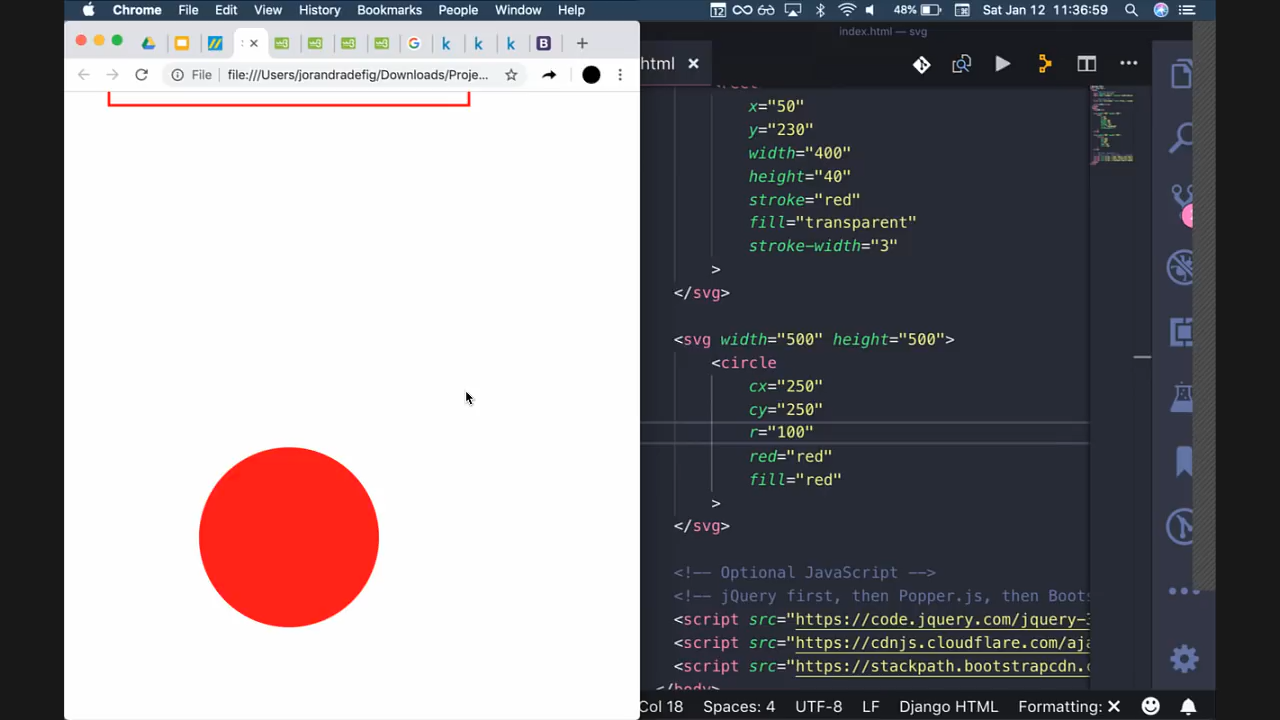 Chrome File Edit View History Bookmarks People Window Help 12 48% Sat Jan 12 11:36:59
index.html — svg
html
File file:///Users/jorandradefig/Downloads/Proje...
x="50"
y="230"
width="400"
height="40"
stroke="red"
fill="transparent"
stroke-width="3"
>
</svg>
<svg width="500" height="500">
<circle
cx="250"
cy="250"
r="100"
red="red"
fill="red"
>
</svg>
<!-- Optional JavaScript -->
<!-- jQuery first, then Popper.js, then Boots
<script src="https://code.jquery.com/jquery-3
<script src="https://cdnjs.cloudflare.com/aja
<script src="https://stackpath.bootstrapcdn.c
</body>
Col 18 Spaces: 4 UTF-8 LF Django HTML Formatting: ✕